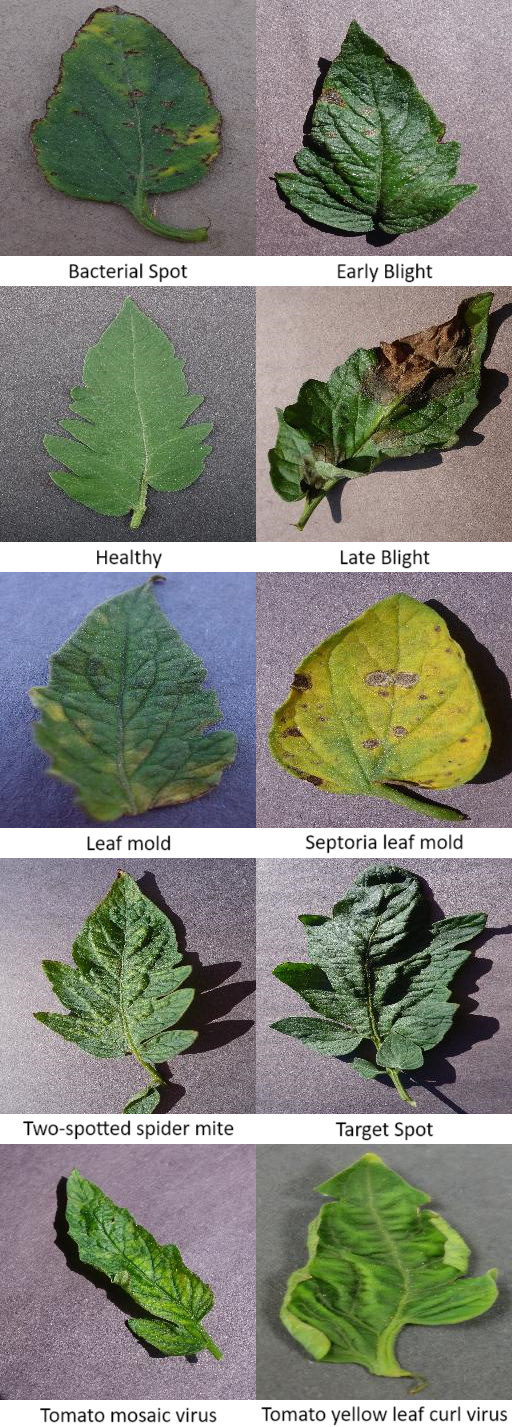 Bacterial Spot
Early Blight
Healthy
Late Blight
Leaf mold
Septoria leaf mold
Two-spotted spider mite
Target Spot
Tomato mosaic virus
Tomato yellow leaf curl virus